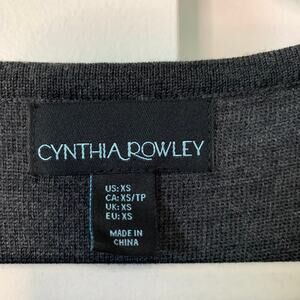 CYNTHIA ROWLEY
US: XS
CA: XS/TP
UK: XS
EU: XS
MADE IN
CHINA